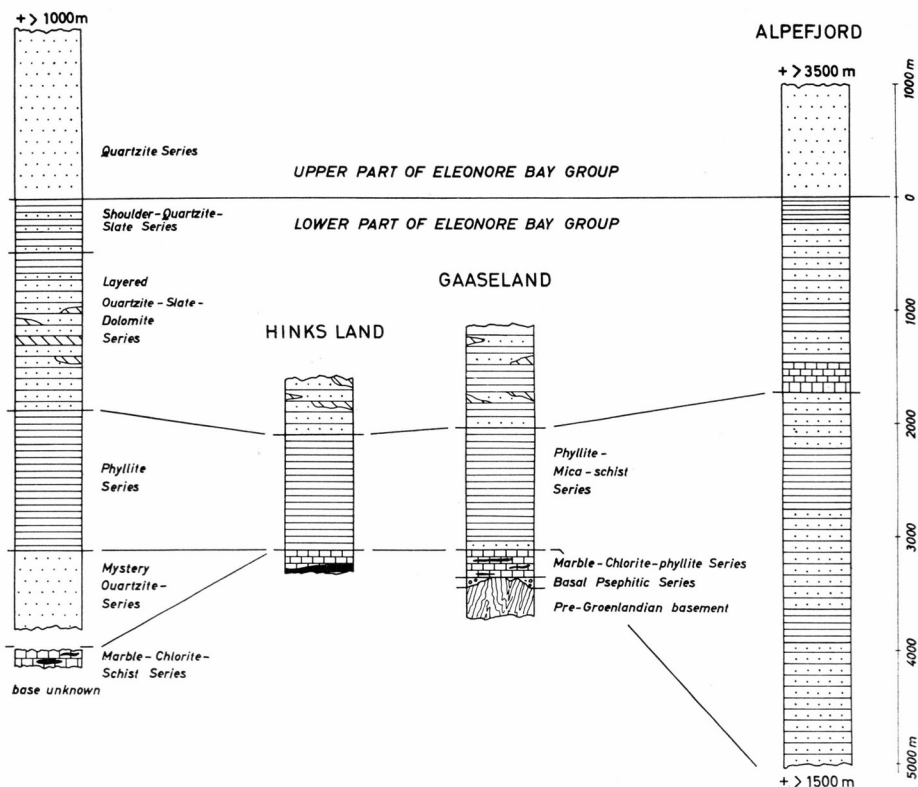 + > 1000 m
ALPEFJORD
+ > 3500 m
1000 m
Quartzite Series
UPPER PART OF ELEONORE BAY GROUP
0
Shoulder-Quartzite-
Slate Series
LOWER PART OF ELEONORE BAY GROUP
Layered
Quartzite-Slate-
Dolomite
Series
GAASELAND
HINKS LAND
1000
2000
Phyllite
Series
Phyllite-
Mica-schist
Series
3000
Mystery
Quartzite-
Series
Marble-Chlorite-phyllite Series
Basal Psephitic Series
Pre-Groenlandian basement
4000
Marble-Chlorite-
Schist Series
base unknown
5000 m
+ > 1500 m